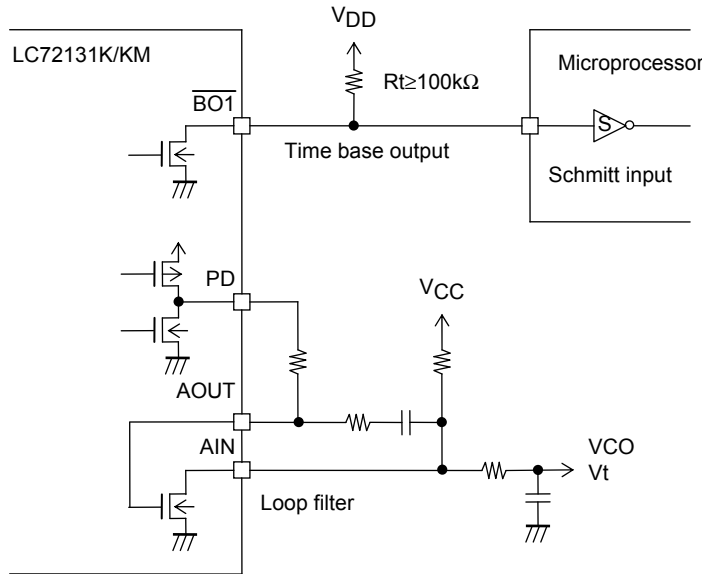 VDD
LC72131K/KM
Microprocessor
BO1
Rt≥100kΩ
S
Time base output
Schmitt input
PD
VCC
AOUT
AIN
VCO
Vt
Loop filter